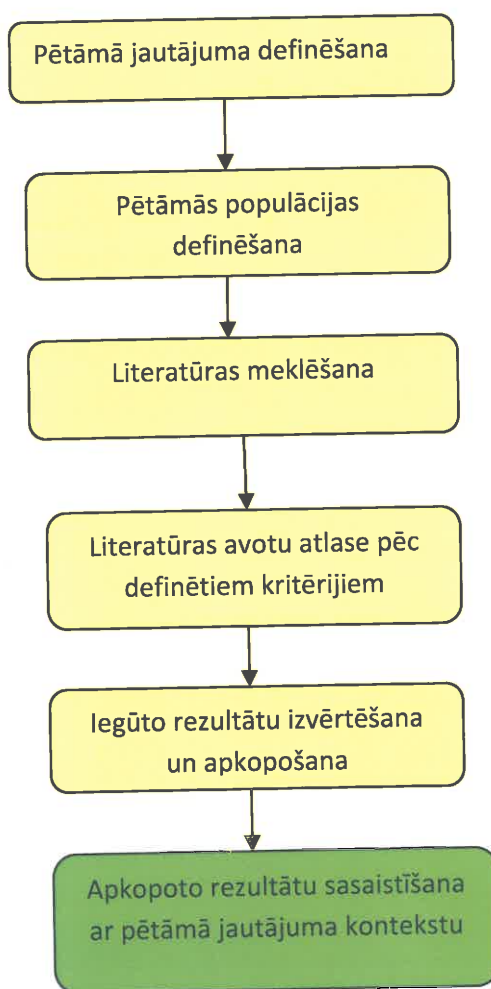 Pētāmā jautājuma definēšana
Pētāmās populācijas
definēšana
Literatūras meklēšana
Literatūras avotu atlase pēc
definētiem kritērijiem
Iegūto rezultātu izvērtēšana
un apkopošana
Apkopoto rezultātu sasaistīšana
ar pētāmā jautājuma kontekstu